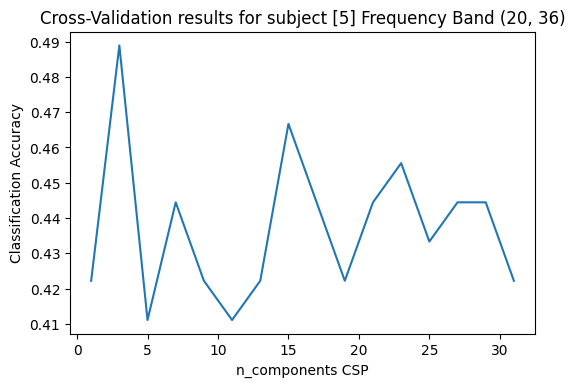 Cross-Validation results for subject [5] Frequency Band (20, 36)
0.49
0.48
0.47
0.46
0.45
0.44
0.43
0.42
0.41
Classification Accuracy
0 5 10 15 20 25 30
n_components CSP